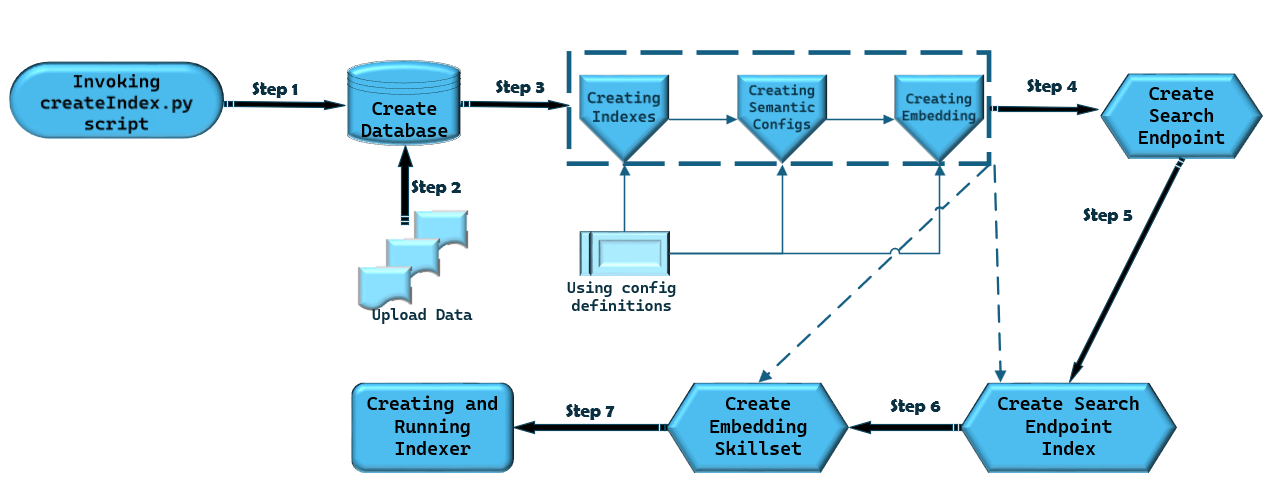 Invoking
createIndex.py
script
Step 1
Create
Database
Step 2
Upload Data
Step 3
Creating
Indexes
Creating
Semantic
Configs
Creating
Embedding
Using config
definitions
Step 4
Create
Search
Endpoint
Step 5
Create Search
Endpoint
Index
Step 6
Create
Embedding
Skillset
Step 7
Creating and
Running
Indexer